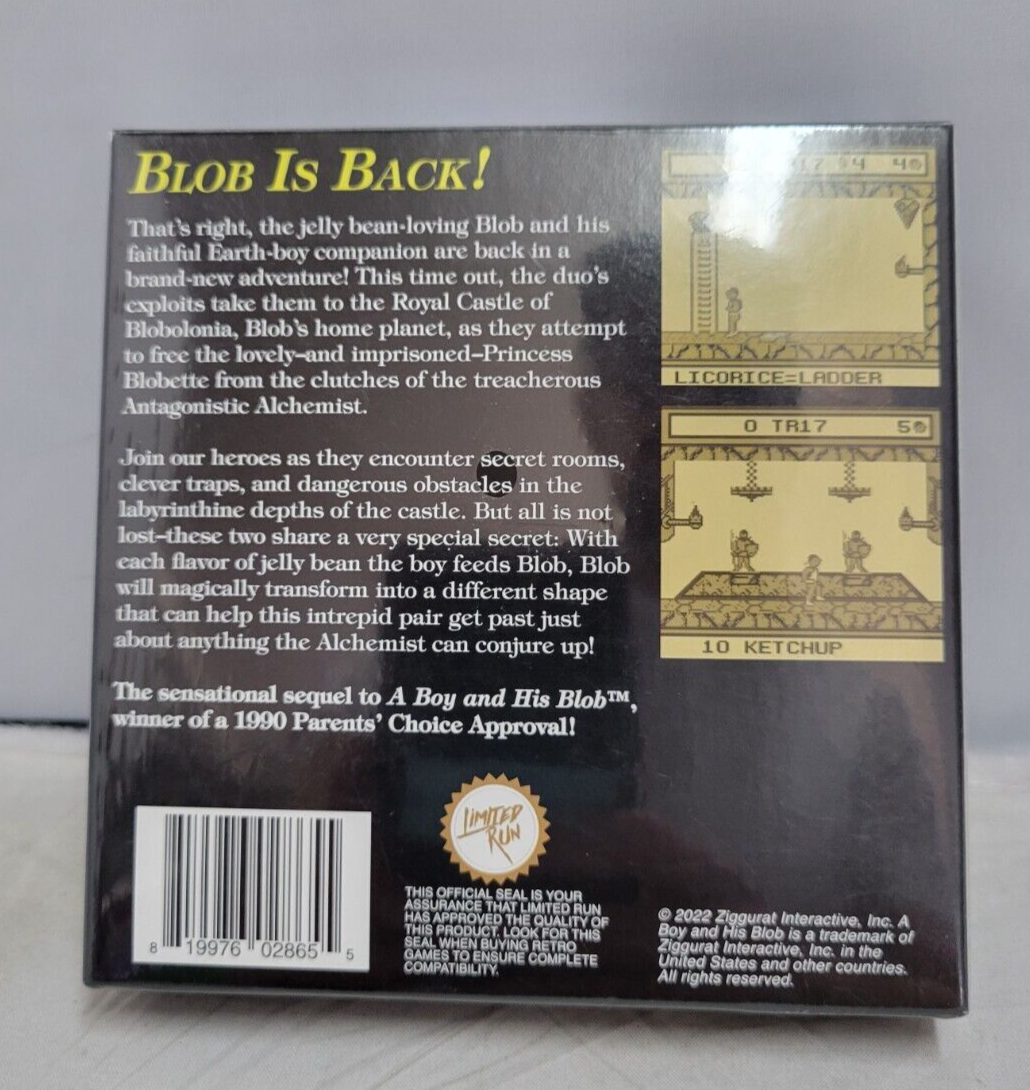 BLOB IS BACK!
That's right, the jelly bean-loving Blob and his
faithful Earth-boy companion are back in a
brand-new adventure! This time out, the duo's
exploits take them to the Royal Castle of
Blobolonia, Blob's home planet, as they attempt
to free the lovely–and imprisoned–Princess
Blobette from the clutches of the treacherous
Antagonistic Alchemist.
Join our heroes as they encounter secret rooms,
clever traps, and dangerous obstacles in the
labyrinthine depths of the castle. But all is not
lost–these two share a very special secret: With
each flavor of jelly bean the boy feeds Blob, Blob
will magically transform into a different shape
that can help this intrepid pair get past just
about anything the Alchemist can conjure up!
The sensational sequel to A Boy and His Blob™,
winner of a 1990 Parents' Choice Approval!
4
LICORICE=LADDER
0 TR17 5
10 KETCHUP
8 19976 02865 5
LIMITED
RUN
THIS OFFICIAL SEAL IS YOUR
ASSURANCE THAT LIMITED RUN
HAS APPROVED THE QUALITY OF
THIS PRODUCT. LOOK FOR THIS
SEAL WHEN BUYING RETRO
GAMES TO ENSURE COMPLETE
COMPATIBILITY.
© 2022 Ziggurat Interactive, Inc. A
Boy and His Blob is a trademark of
Ziggurat Interactive, Inc. in the
United States and other countries.
All rights reserved.